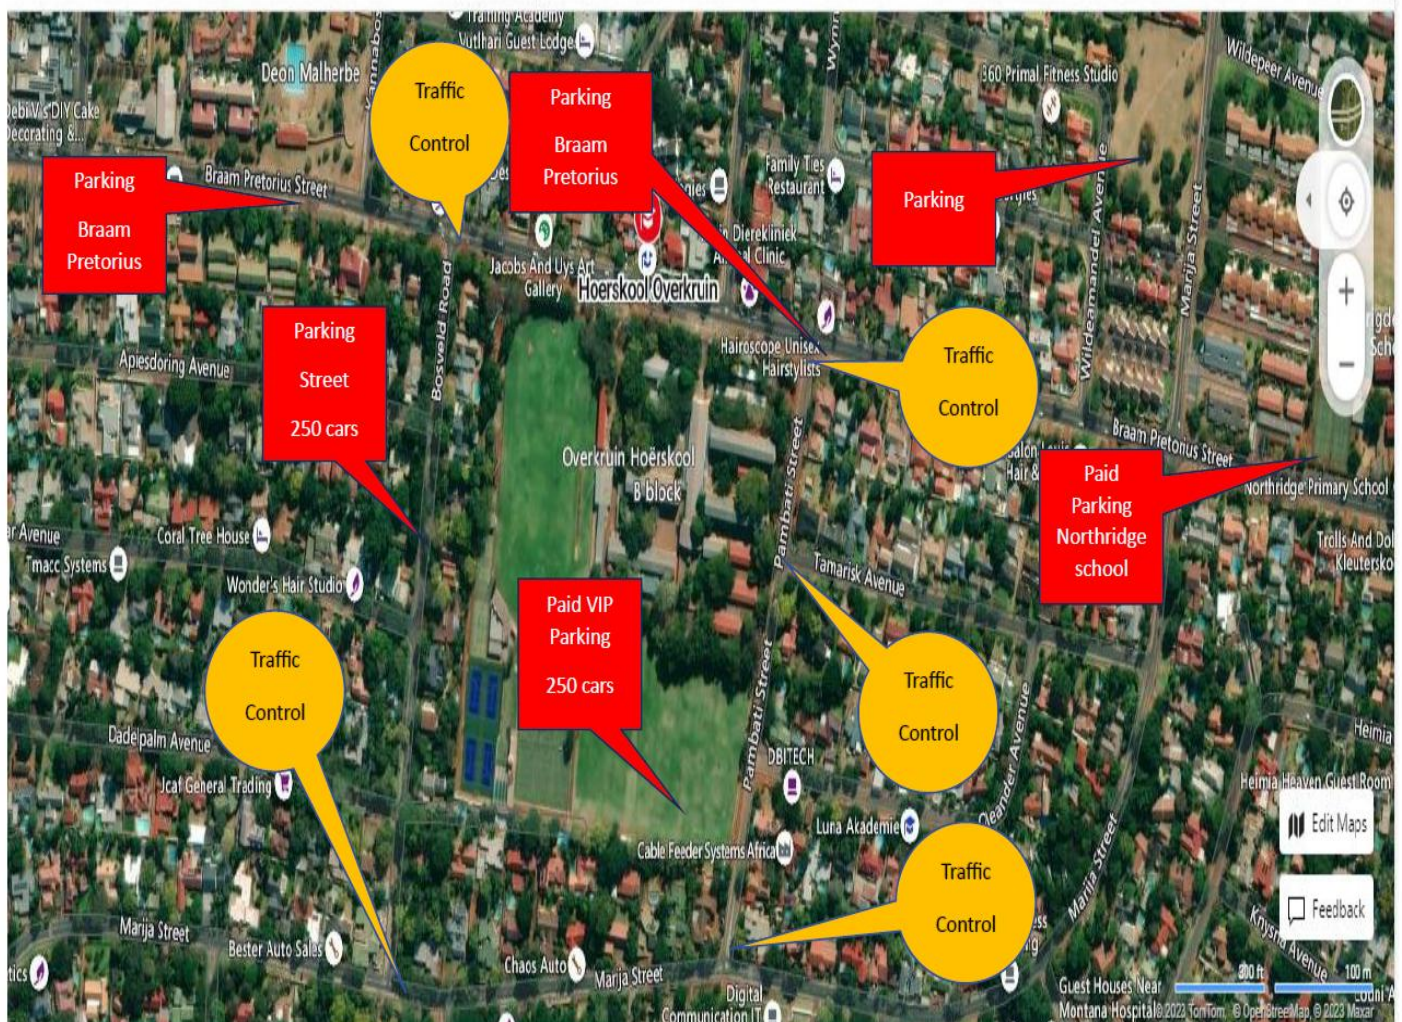 Training Academy
Vutlhari Guest Lodge
Deon Malherbe
360 Primal Fitness Studio
Wildepeer Avenue
Debi V's DIY Cake
Decorating &...
Traffic
Control
Parking
Braam
Pretorius
Parking
Braam
Pretorius
Braam Pretorius Street
Family Ties
Restaurant
Parking
Wildeamandel Avenue
Marija Street
Jacobs And Uys Art
Gallery
Hoerskool Overkruin
Bosveld Road
Apiesdoring Avenue
Parking
Street
250 cars
Hairoscope Unisex
Hairstylists
Traffic
Control
Overkruin Hoërskool
B block
Pambati Street
Braam Pietorius Street
Paid
Parking
Northridge
school
Northridge Primary School
Coral Tree House
Tmacc Systems
Wonder's Hair Studio
Tamarisk Avenue
Trolls And
Paid VIP
Parking
250 cars
Traffic
Control
Traffic
Control
Pambati Street
Dadelpalm Avenue
Jcaf General Trading
DBITECH
Luna Akademie
Oleander Avenue
Heimia
Heimia Heaven Guest Room
Cable Feeder Systems Africa
Edit Maps
Traffic
Control
Feedback
Marija Street
Marija Street
Bester Auto Sales
Chaos Auto
Marija Street
Knysna Avenue
Digital
Communication IT
Guest Houses Near
Montana Hospital
300 ft
100 m
© 2023 TomTom, © OpenStreetMap, © 2023 Maxar